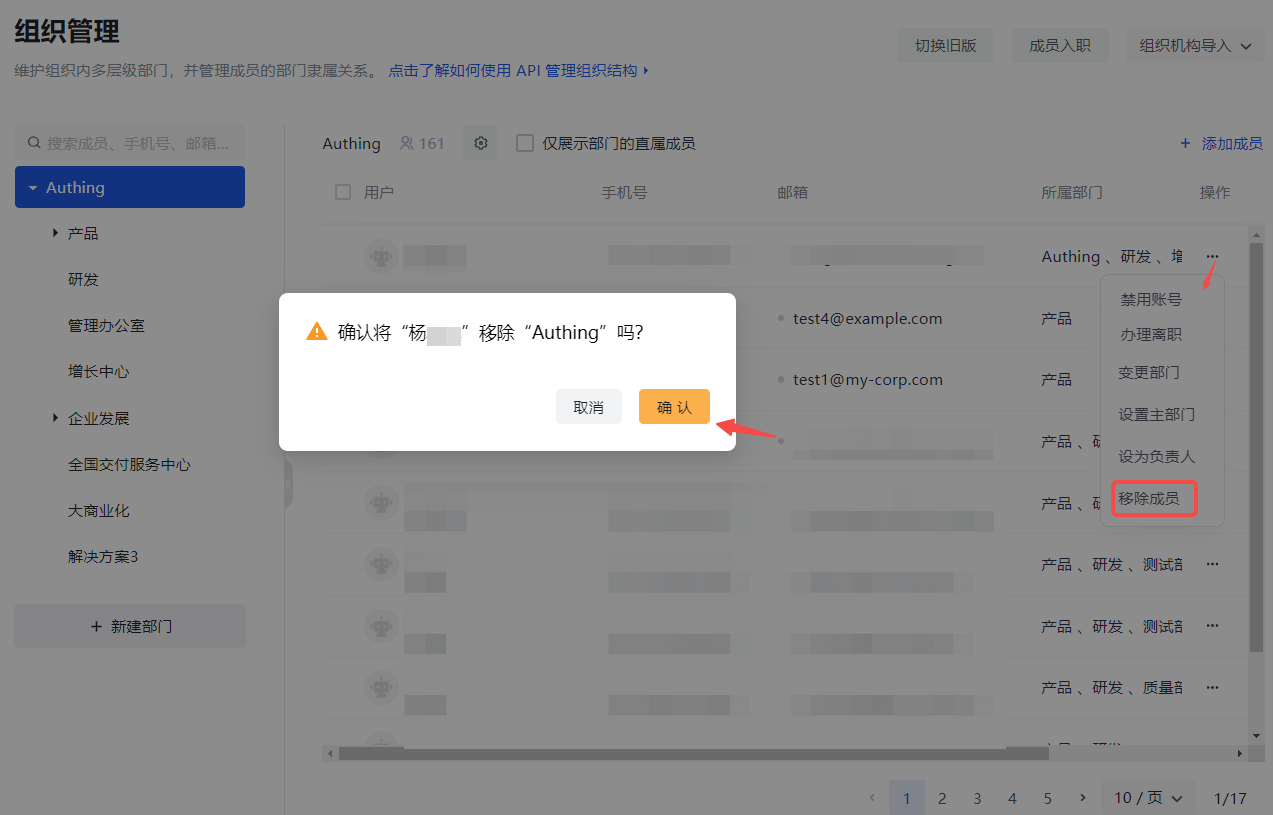 组织管理
切换旧版
成员入职
组织机构导入
维护组织内多层级部门，并管理成员的部门隶属关系。 点击了解如何使用 API 管理组织结构
搜索成员、手机号、邮箱...
Authing 161
仅展示部门的直属成员
+ 添加成员
Authing
产品
研发
管理办公室
增长中心
企业发展
全国交付服务中心
大商业化
解决方案3
+ 新建部门
用户 手机号 邮箱 所属部门 操作
Authing 、研发 、增 ...
test4@example.com 产品
test1@my-corp.com 产品
产品 、研
产品 、研
产品 、研发 、测试部 ...
产品 、研发 、测试部 ...
产品 、研发 、质量部 ...
禁用账号
办理离职
变更部门
设置主部门
设为负责人
移除成员
确认将“杨”移除“Authing”吗?
取消
确 认
1 2 3 4 5
10 / 页
1/17